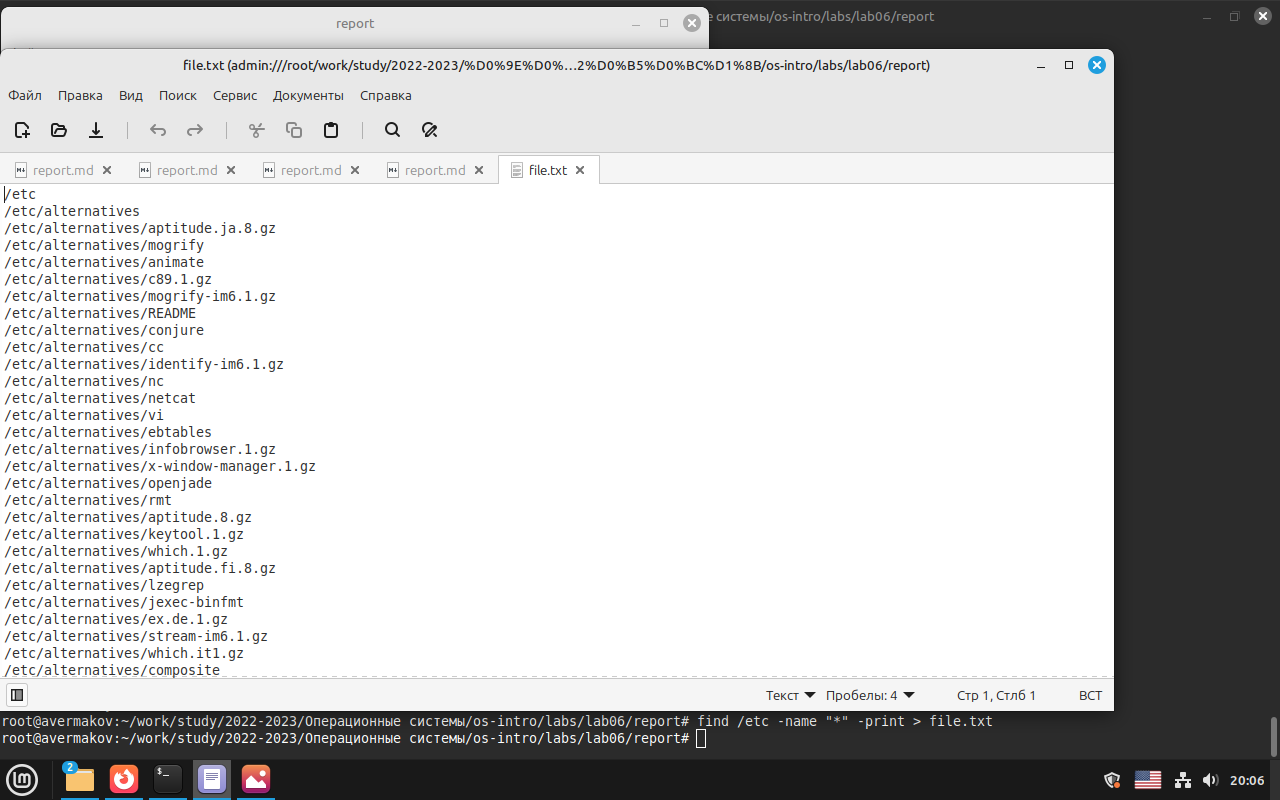 report
е системы/os-intro/labs/lab06/report
file.txt (admin:///root/work/study/2022-2023/%D0%9E%D0%…2%D0%B5%D0%BC%D1%8B/os-intro/labs/lab06/report)
Файл Правка Вид Поиск Сервис Документы Справка
report.md report.md report.md report.md file.txt
/etc
/etc/alternatives
/etc/alternatives/aptitude.ja.8.gz
/etc/alternatives/mogrify
/etc/alternatives/animate
/etc/alternatives/c89.1.gz
/etc/alternatives/mogrify-im6.1.gz
/etc/alternatives/README
/etc/alternatives/conjure
/etc/alternatives/cc
/etc/alternatives/identify-im6.1.gz
/etc/alternatives/nc
/etc/alternatives/netcat
/etc/alternatives/vi
/etc/alternatives/ebtables
/etc/alternatives/infobrowser.1.gz
/etc/alternatives/x-window-manager.1.gz
/etc/alternatives/openjade
/etc/alternatives/rmt
/etc/alternatives/aptitude.8.gz
/etc/alternatives/keytool.1.gz
/etc/alternatives/which.1.gz
/etc/alternatives/aptitude.fi.8.gz
/etc/alternatives/lzegrep
/etc/alternatives/jexec-binfmt
/etc/alternatives/ex.de.1.gz
/etc/alternatives/stream-im6.1.gz
/etc/alternatives/which.it1.gz
/etc/alternatives/composite
Текст Пробелы: 4 Стр 1, Стлб 1 ВСТ
root@avermakov:~/work/study/2022-2023/Операционные системы/os-intro/labs/lab06/report# find /etc -name "*" -print > file.txt
root@avermakov:~/work/study/2022-2023/Операционные системы/os-intro/labs/lab06/report#
2
20:06